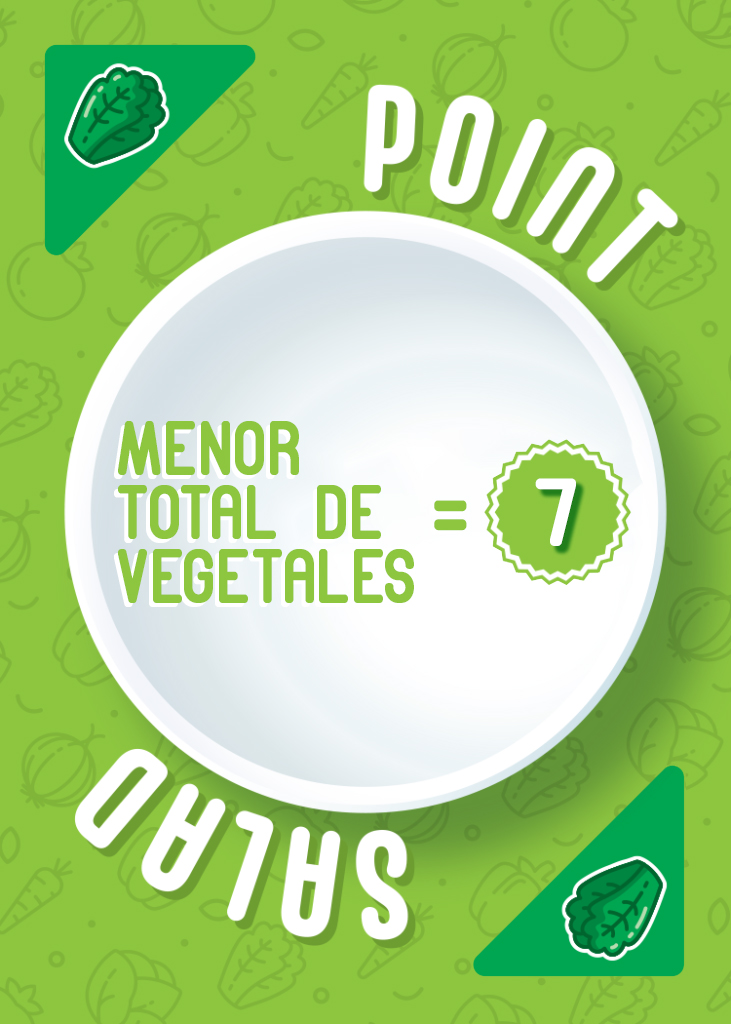 POINT
MENOR
TOTAL DE
VEGETALES
= 7
SALAD